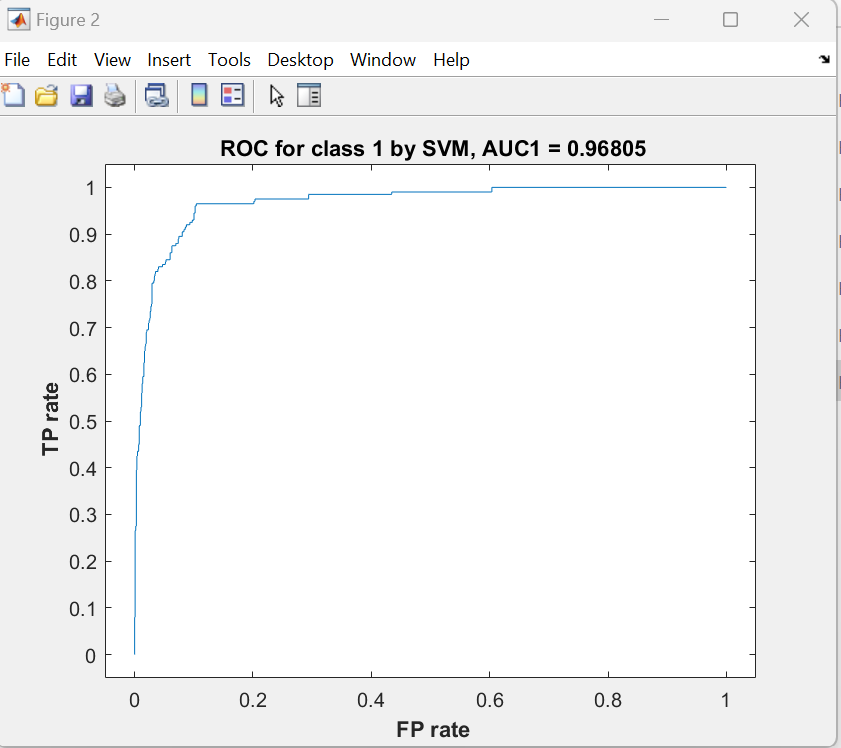 Figure 2
File Edit View Insert Tools Desktop Window Help
ROC for class 1 by SVM, AUC1 = 0.96805
1
0.9
0.8
0.7
0.6
0.5
0.4
0.3
0.2
0.1
0
TP rate
0 0.2 0.4 0.6 0.8 1
FP rate